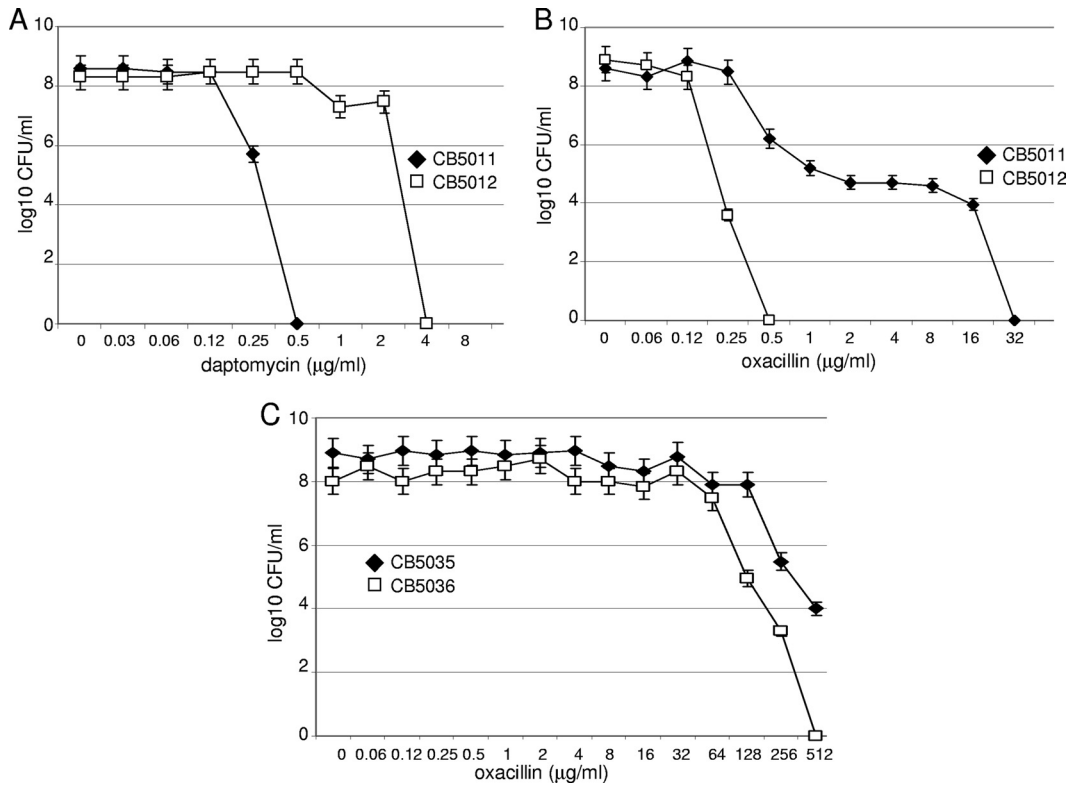 A
10
8
6
4
2
0
log10 CFU/ml
CB5011
CB5012
0 0.03 0.06 0.12 0.25 0.5 1 2 4 8
daptomycin (µg/ml)
B
10
8
6
4
2
0
log10 CFU/ml
CB5011
CB5012
0 0.06 0.12 0.25 0.5 1 2 4 8 16 32
oxacillin (µg/ml)
C
10
8
6
4
2
0
log10 CFU/ml
CB5035
CB5036
0 0.06 0.12 0.25 0.5 1 2 4 8 16 32 64 128 256 512
oxacillin (µg/ml)